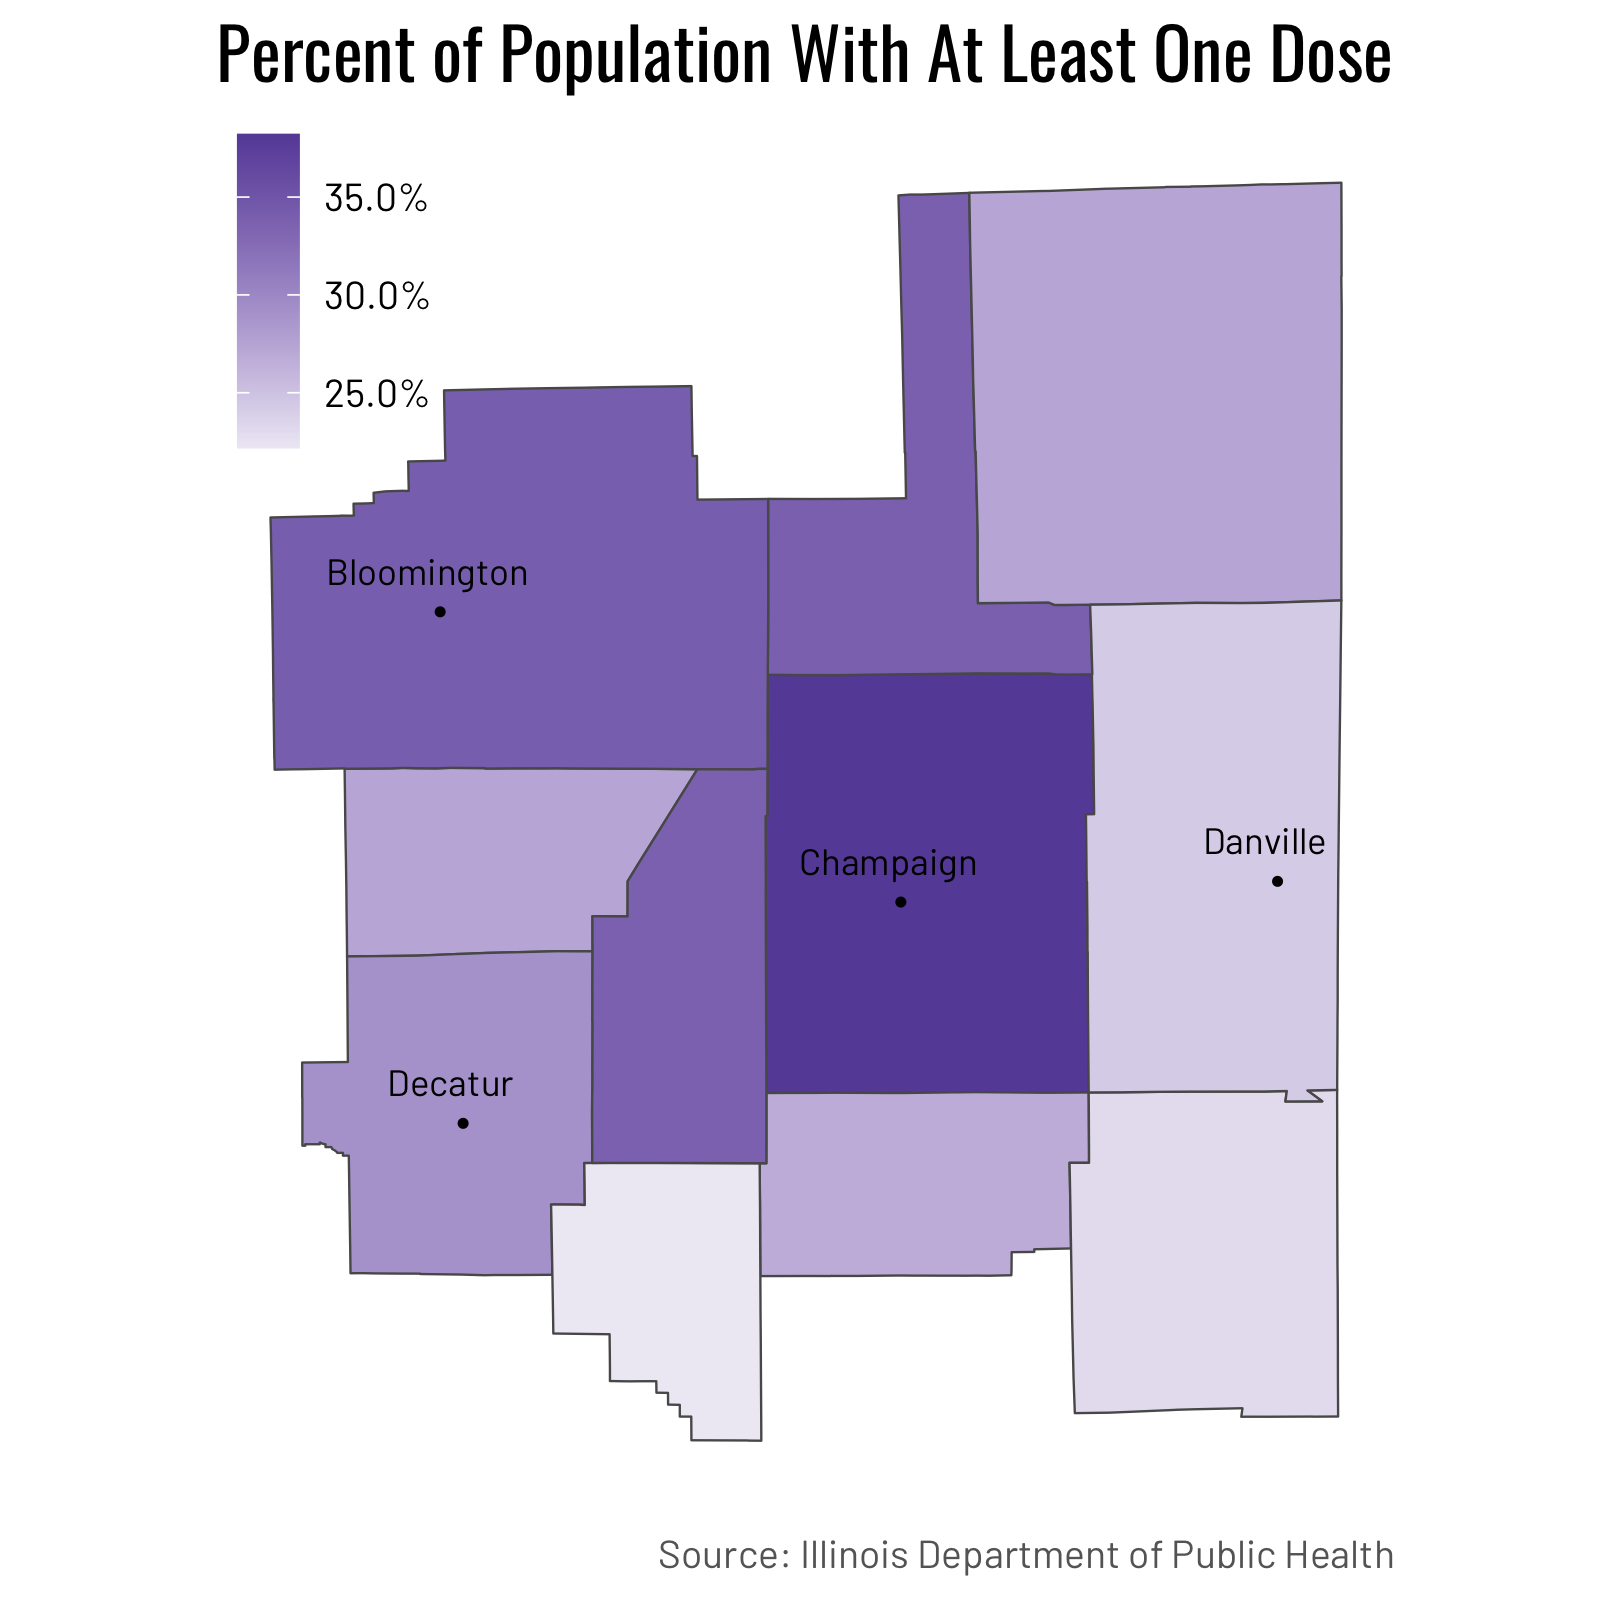 Percent of Population With At Least One Dose
35.0%
30.0%
25.0%
Bloomington
Danville
Champaign
Decatur
Source: Illinois Department of Public Health